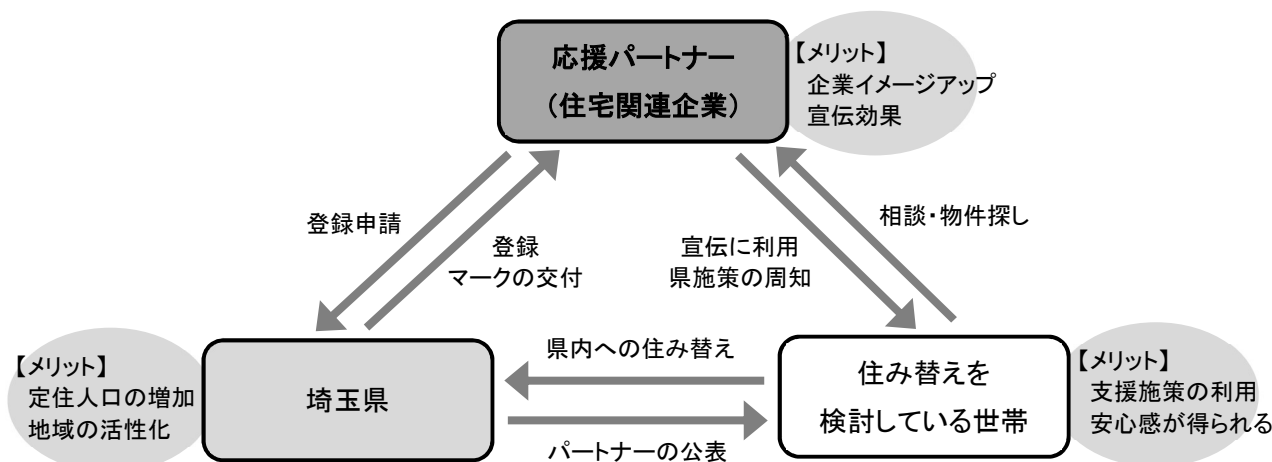 応援パートナー
（住宅関連企業）
【メリット】
企業イメージアップ
宣伝効果
登録申請
登録
マークの交付
宣伝に利用
県施策の周知
相談・物件探し
【メリット】
定住人口の増加
地域の活性化
埼玉県
県内への住み替え
パートナーの公表
住み替えを
検討している世帯
【メリット】
支援施策の利用
安心感が得られる